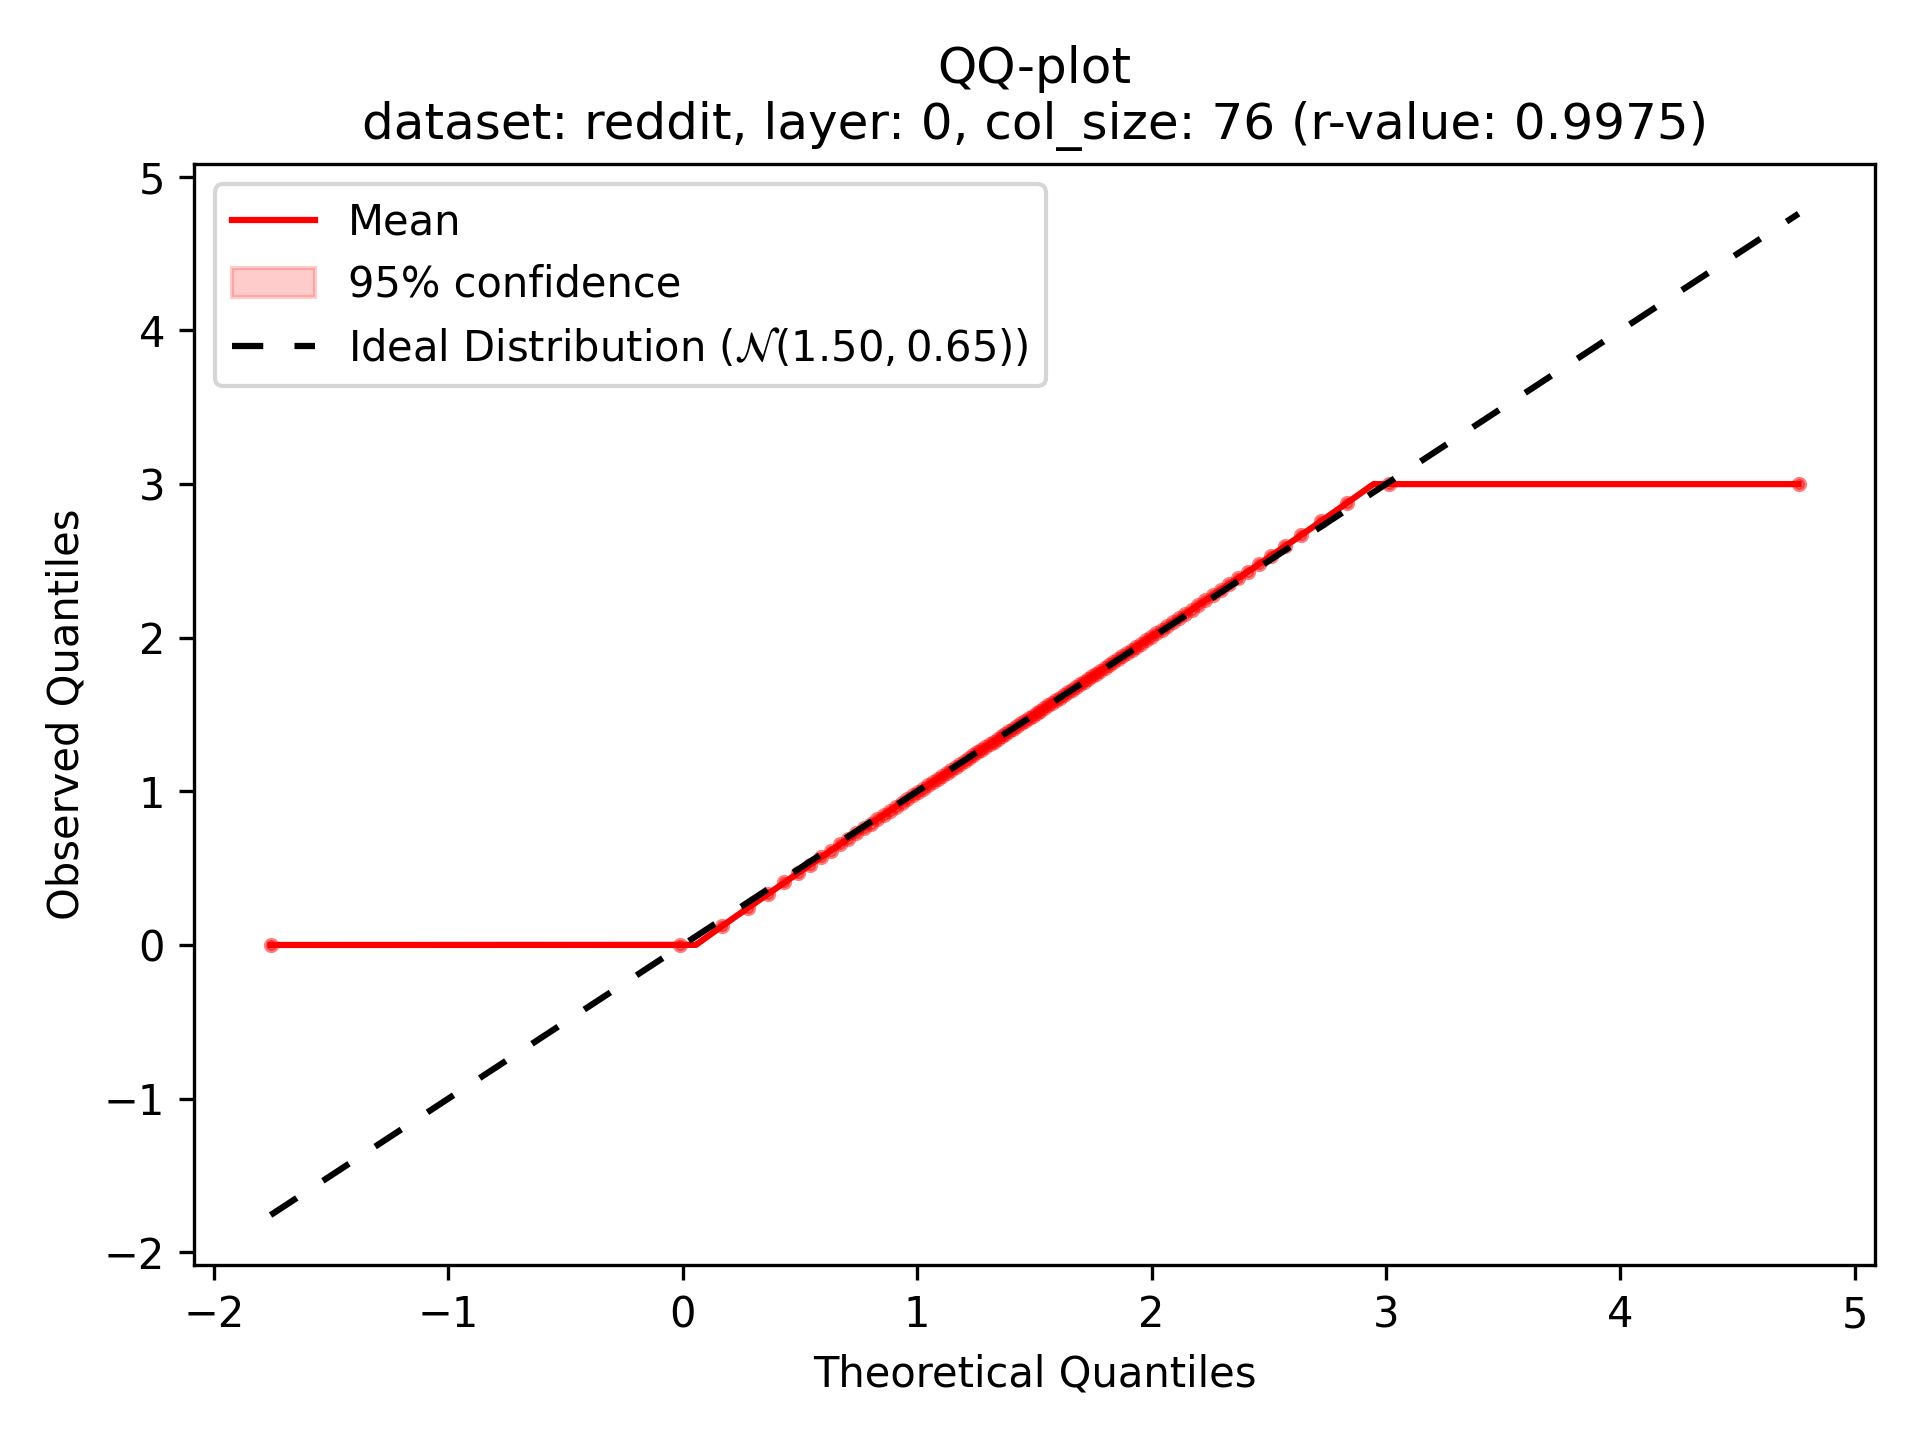 QQ-plot
dataset: reddit, layer: 0, col_size: 76 (r-value: 0.9975)
Mean
95% confidence
Ideal Distribution (𝒩(1.50, 0.65))
5
4
3
2
1
0
−1
−2
Observed Quantiles
−2
−1
0
1
2
3
4
5
Theoretical Quantiles